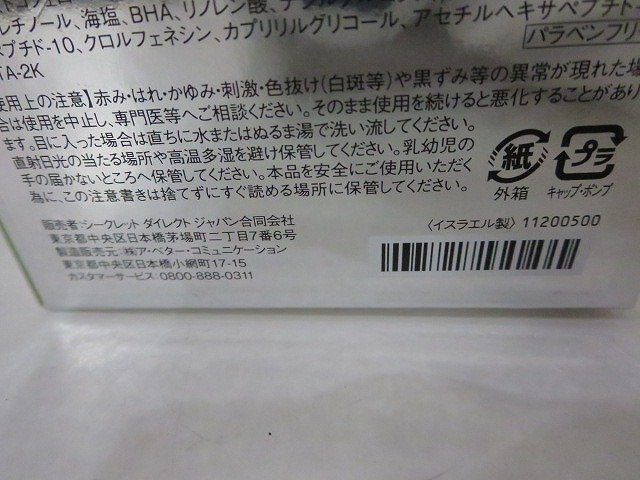 ルチノール、海塩、BHA、リノレン酸、
ペプチド-10、クロルフェネシン、カプリリルグリコール、アセチルヘキサペプチド-
TA-2K
パラベンフリー
使用上の注意】赤み・はれ・かゆみ・刺激・色抜け(白斑等)や黒ずみ等の異常が現れた場
合は使用を中止し、専門医等へご相談ください。そのまま使用を続けると悪化することがあり
ます。目に入った場合は直ちに水またはぬるま湯で洗い流してください。
直射日光の当たる場所や高温多湿を避け保管してください。乳幼児の
手の届かないところへ保管してください。本品を安全にご使用いただく
為に、この注意書きは捨てずにすぐ読める場所に保管してください。
紙
外箱
プラ
キャップ・ポンプ
販売者:シークレット ダイレクト ジャパン合同会社
東京都中央区日本橋茅場町二丁目7番6号
製造販売元:㈱ア・ベター・コミュニケーション
東京都中央区日本橋小網町17-15
カスタマーサービス:0800-888-0311
〈イスラエル製〉11200500